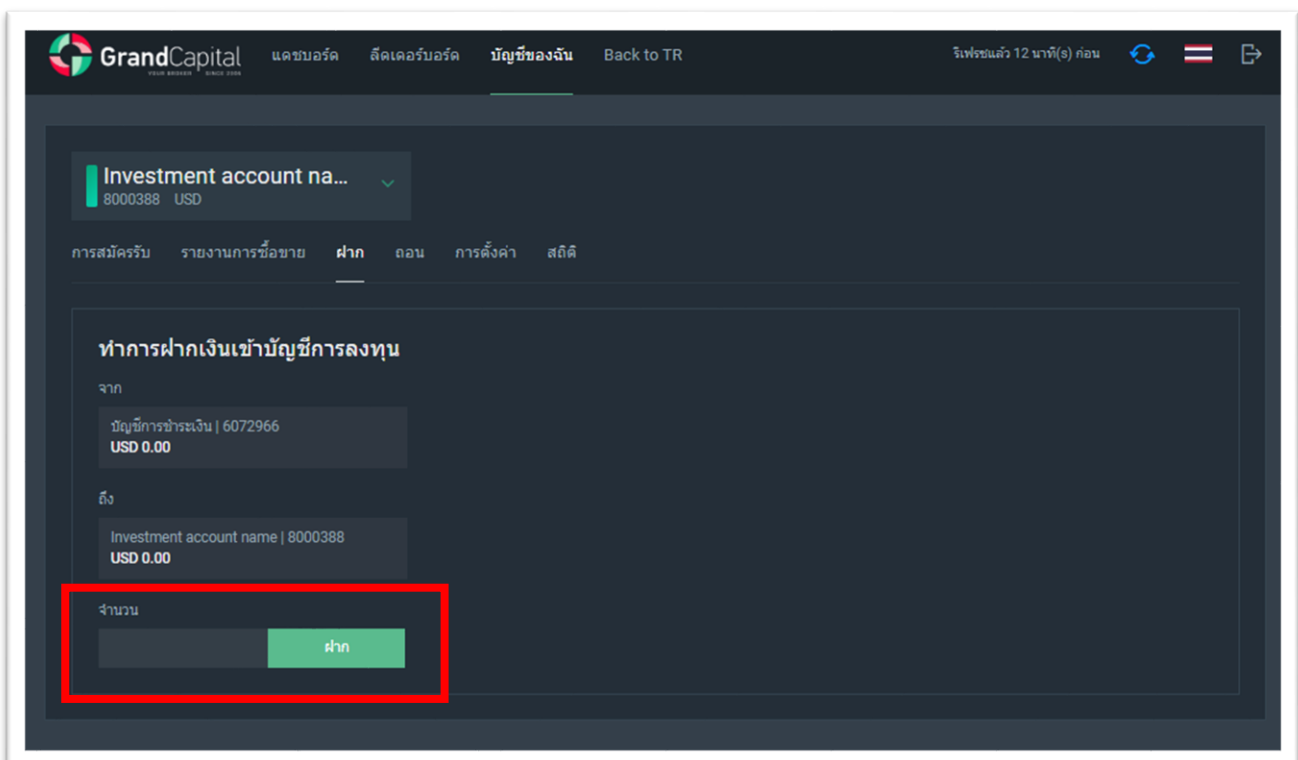 GrandCapital
YOUR BROKER SINCE 2006
แดชบอร์ด ลีดเดอร์บอร์ด บัญชีของฉัน Back to TR
รีเฟรชแล้ว 12 นาที(s) ก่อน
Investment account na...
8000388 USD
การสมัครรับ รายงานการซื้อขาย ฝาก ถอน การตั้งค่า สถิติ
ทำการฝากเงินเข้าบัญชีการลงทุน
จาก
บัญชีการชำระเงิน | 6072966
USD 0.00
ถึง
Investment account name | 8000388
USD 0.00
จำนวน
ฝาก